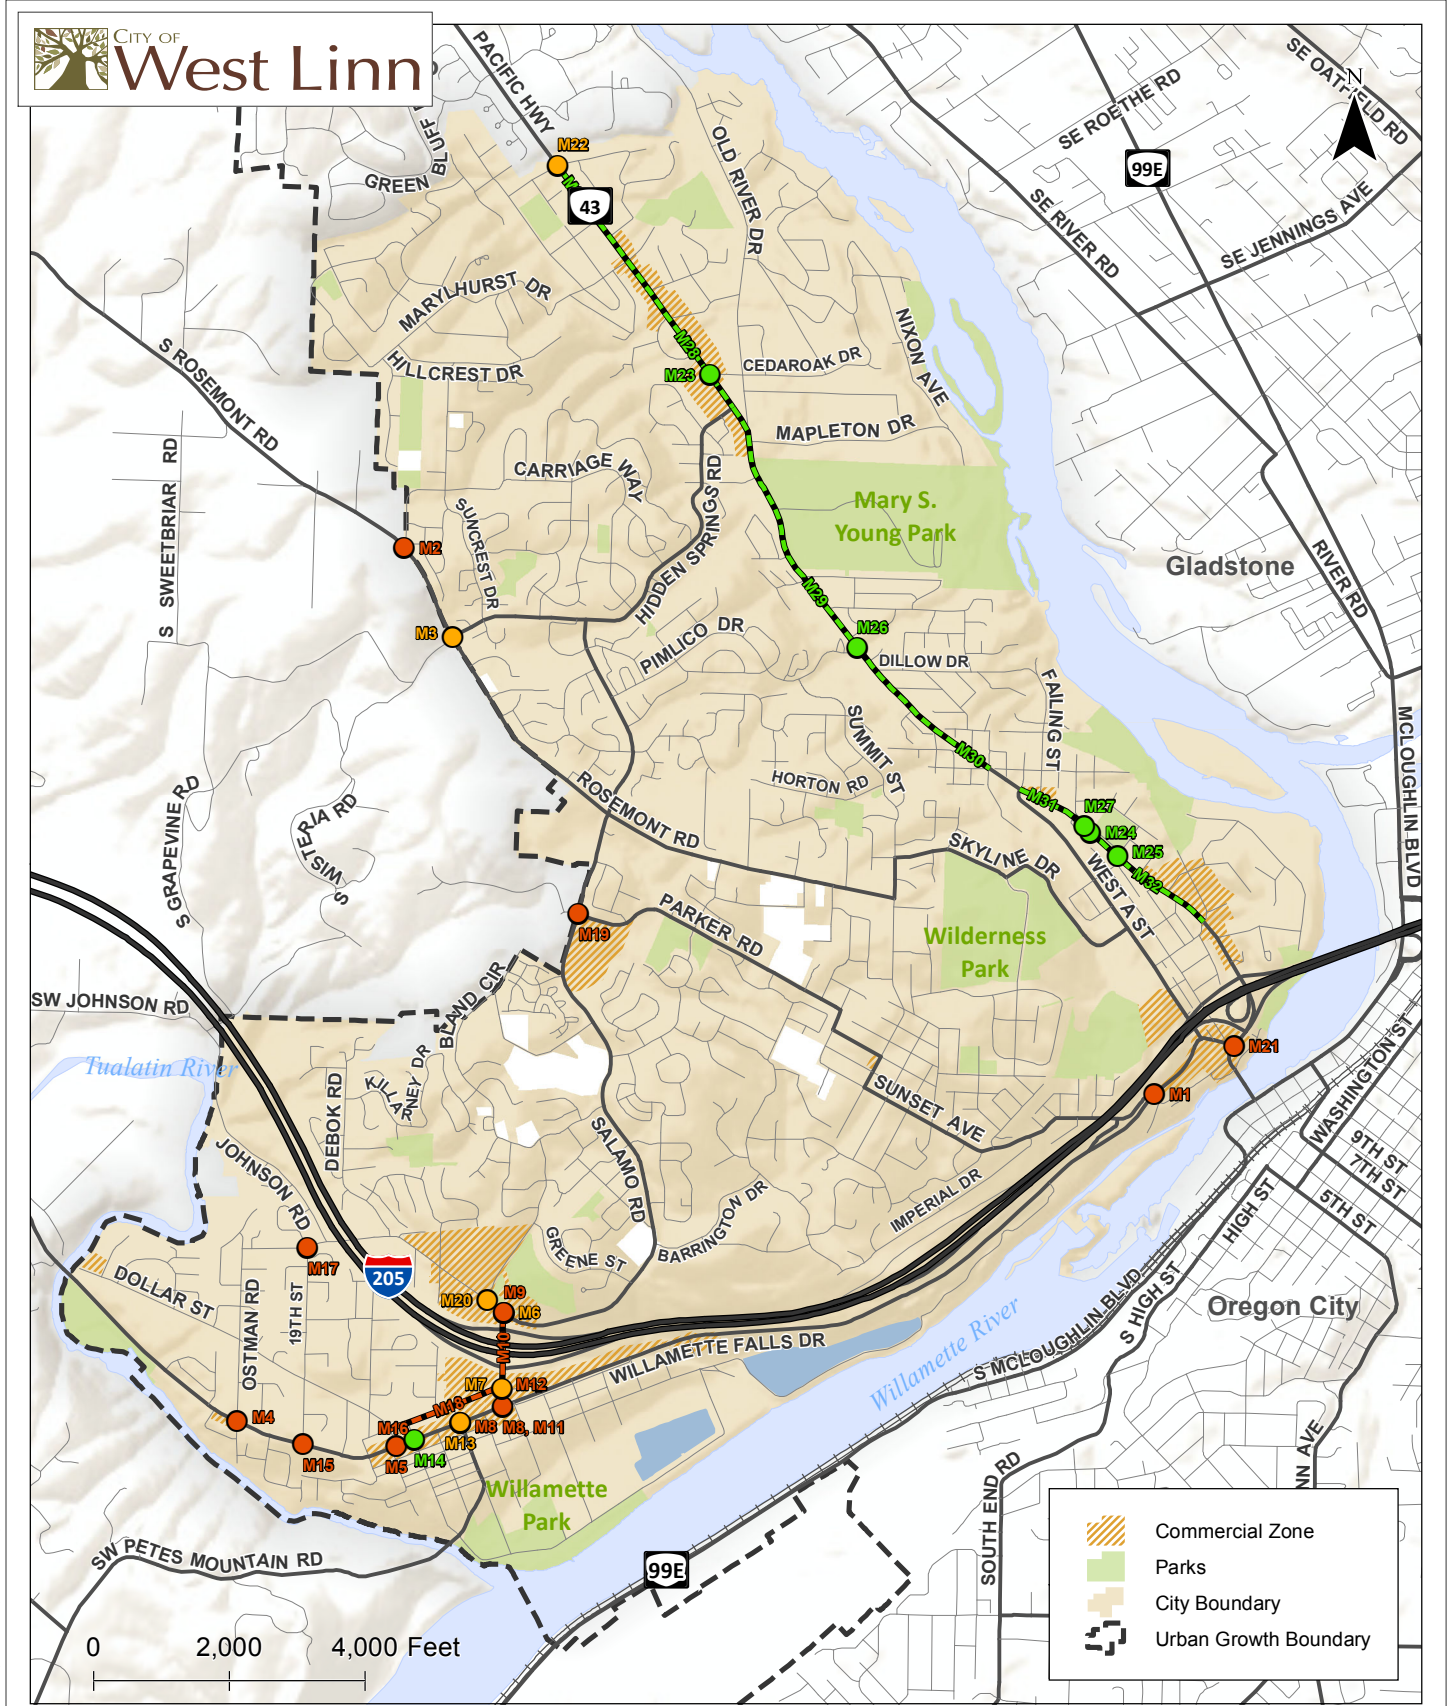 CITY OF
West Linn
PACIFIC HWY
GREEN BLUFF
M22
43
OLD RIVER DR
SE OATFIELD RD
N
SE ROETHE RD
99E
SE RIVER RD
SE JENNINGS AVE
MARYLHURST DR
HILLCREST DR
M28
M23
CEDAROAK DR
NIXON AVE
MAPLETON DR
S ROSEMONT RD
S SWEETBRIAR RD
CARRIAGE WAY
SUNCREST DR
HIDDEN SPRINGS RD
Mary S.
Young Park
M2
M3
M29
M26
PIMLICO DR
DILLOW DR
Gladstone
RIVER RD
FAILING ST
SUMMIT ST
M30
HORTON RD
MCLOUGHLIN BLVD
S GRAPEVINE RD
S WISTERIA RD
ROSEMONT RD
M31
M27
M24
M25
M32
SKYLINE DR
WEST A ST
PARKER RD
M19
Wilderness
Park
SW JOHNSON RD
BLAND CIR
Tualatin River
KILLARNEY DR
DEBOK RD
M21
M1
SUNSET AVE
WASHINGTON ST
9TH ST
7TH ST
5TH ST
HIGH ST
JOHNSON RD
SALAMO RD
BARRINGTON DR
IMPERIAL DR
GREENE ST
M17
205
DOLLAR ST
OSTMAN RD
19TH ST
M20
M9
M6
M10
WILLAMETTE FALLS DR
Willamette River
S MCLOUGHLIN BLVD
S HIGH ST
Oregon City
M7
M12
M18
M4
M16
M8
M8, M11
M13
M15
M5
M14
Willamette
Park
SW PETES MOUNTAIN RD
99E
SOUTH END RD
NN AVE
0
2,000
4,000 Feet
Commercial Zone
Parks
City Boundary
Urban Growth Boundary